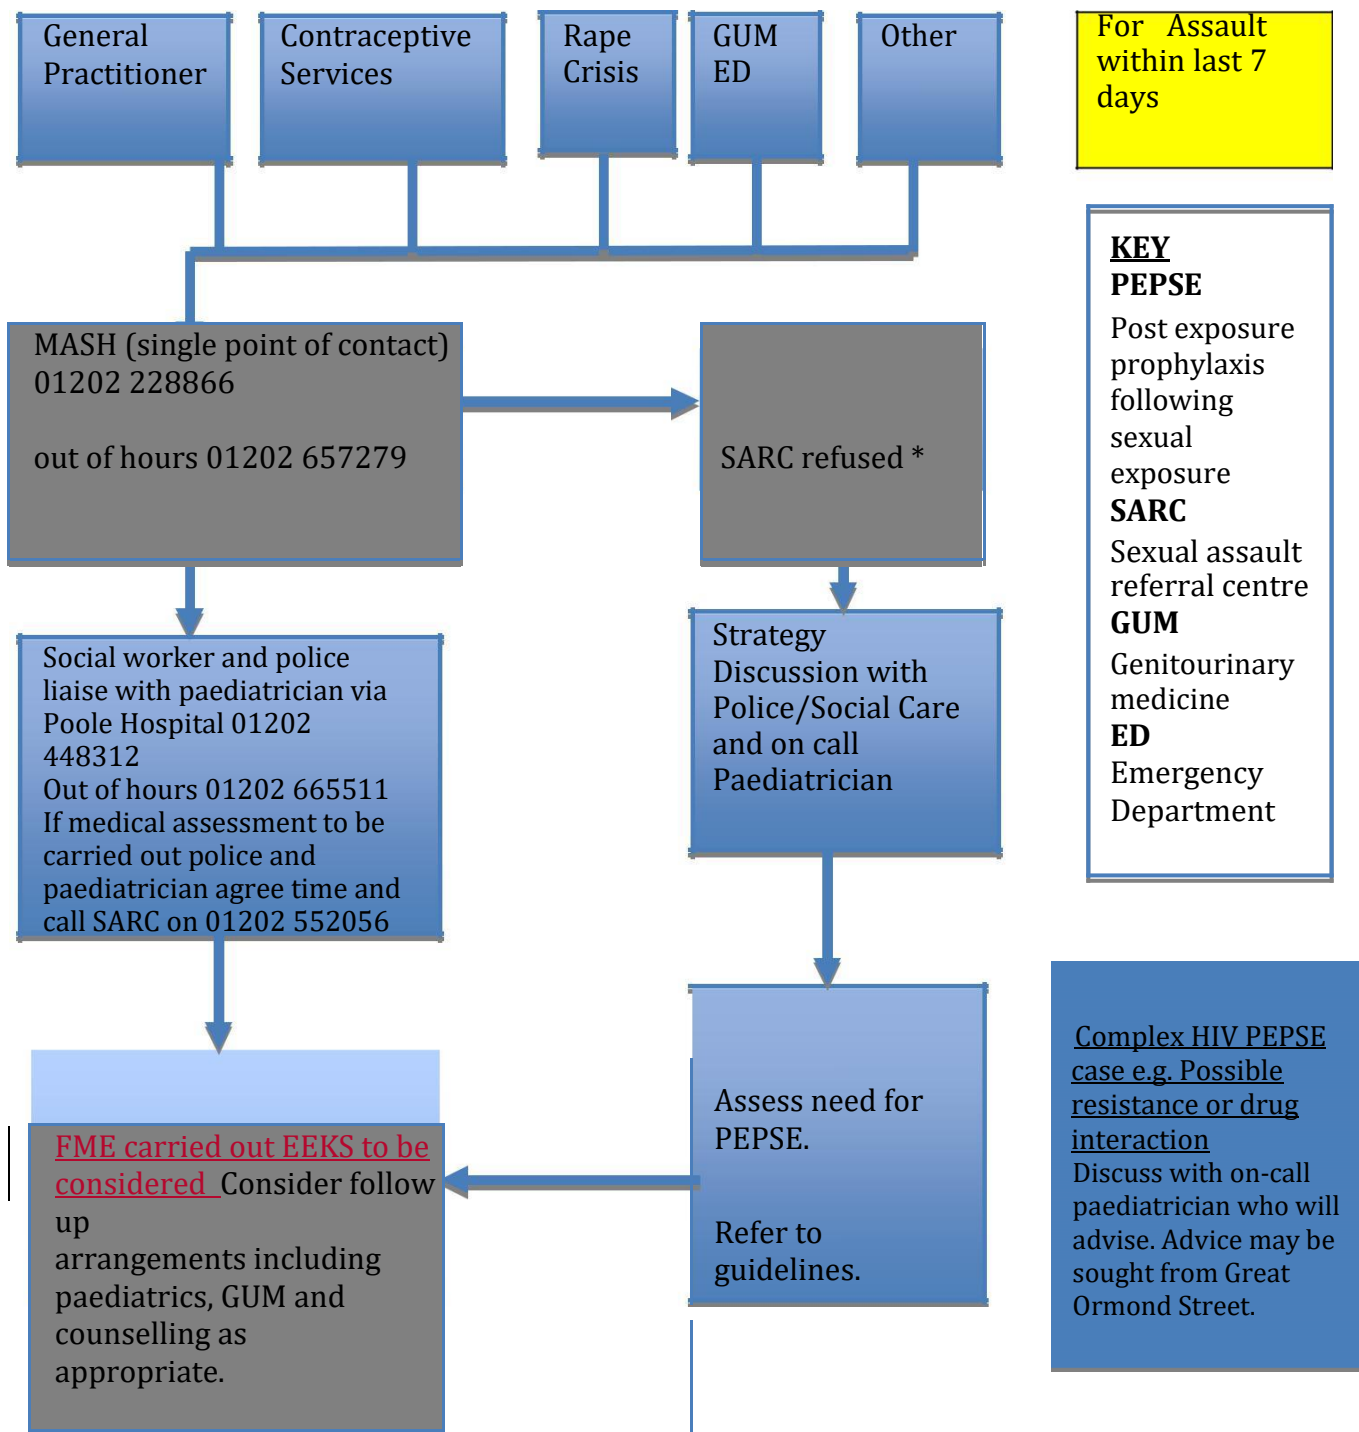 General
Practitioner
Contraceptive
Services
Rape
Crisis
GUM
ED
Other
For Assault
within last 7
days
KEY
PEPSE
Post exposure
prophylaxis
following
sexual
exposure
SARC
Sexual assault
referral centre
GUM
Genitourinary
medicine
ED
Emergency
Department
MASH (single point of contact)
01202 228866
out of hours 01202 657279
SARC refused *
Social worker and police
liaise with paediatrician via
Poole Hospital 01202
448312
Out of hours 01202 665511
If medical assessment to be
carried out police and
paediatrician agree time and
call SARC on 01202 552056
Strategy
Discussion with
Police/Social Care
and on call
Paediatrician
FME carried out EEKS to be
considered Consider follow
up
arrangements including
paediatrics, GUM and
counselling as
appropriate.
Assess need for
PEPSE.
Refer to
guidelines.
Complex HIV PEPSE
case e.g. Possible
resistance or drug
interaction
Discuss with on-call
paediatrician who will
advise. Advice may be
sought from Great
Ormond Street.